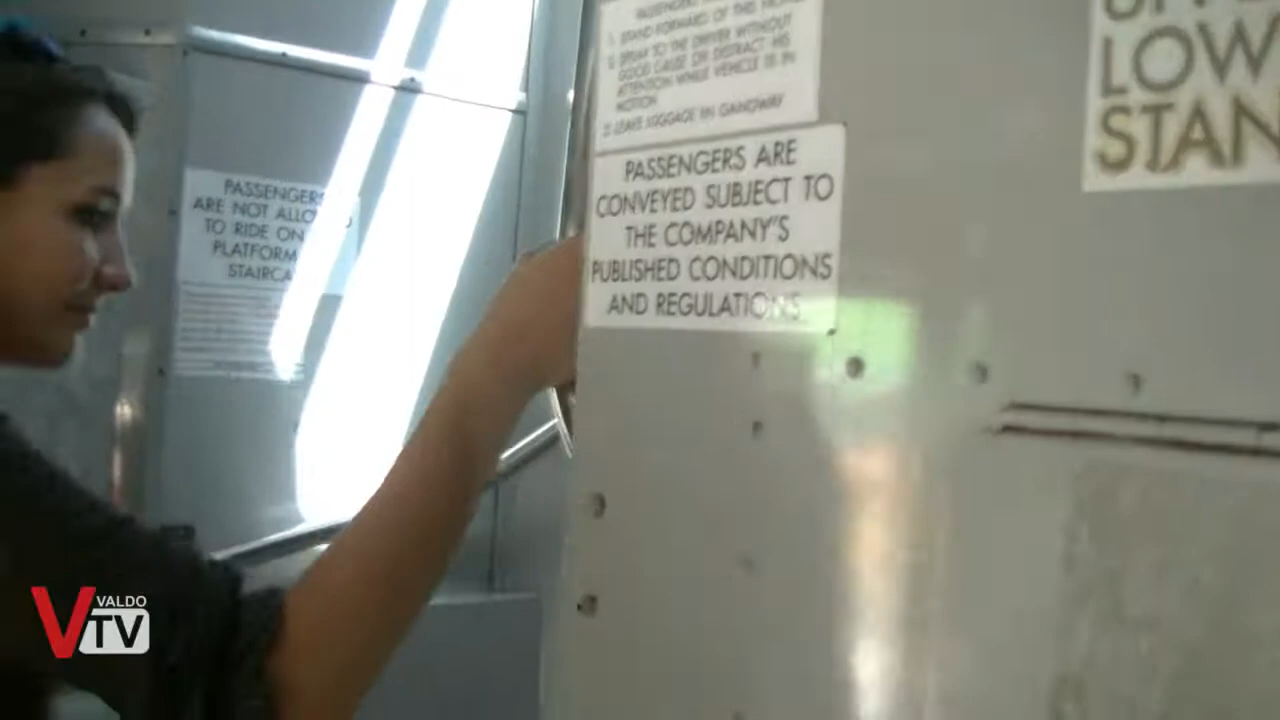 PASSENGERS
ARE NOT ALLO
TO RIDE ON
PLATFORM
STAIRCA
STAND FORWARD OF THIS
SPEAK TO THE DRIVER WITHOUT
GOOD CAUSE OR DISTRACT HIS
ATTENTION WHILE VEHICLE IS IN
MOTION
LEAVE LUGGAGE IN GANGWAY
PASSENGERS ARE
CONVEYED SUBJECT TO
THE COMPANY'S
PUBLISHED CONDITIONS
AND REGULATIONS
LOW
STAN
VALDO
VTV